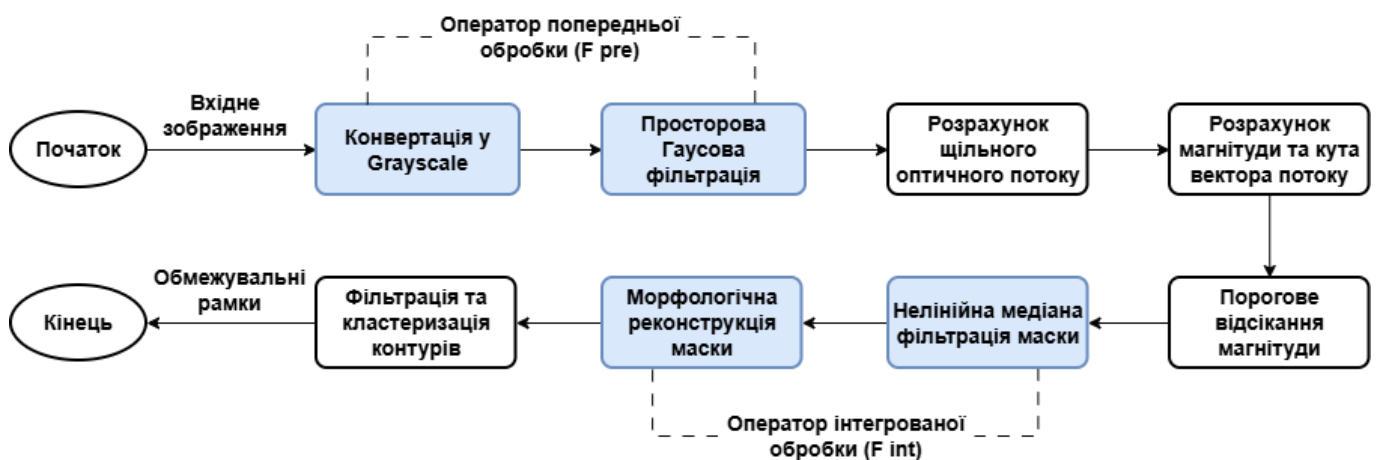 Оператор попередньої
обробки (F pre)
Вхідне
зображення
Початок
Конвертація у
Grayscale
Просторова
Гаусова
фільтрація
Розрахунок
щільного
оптичного потоку
Розрахунок
магнітуди та кута
вектора потоку
Порогове
відсікання
магнітуди
Нелінійна медіана
фільтрація маски
Морфологічна
реконструкція
маски
Фільтрація та
кластеризація
контурів
Обмежувальні
рамки
Кінець
Оператор інтегрованої
обробки (F int)